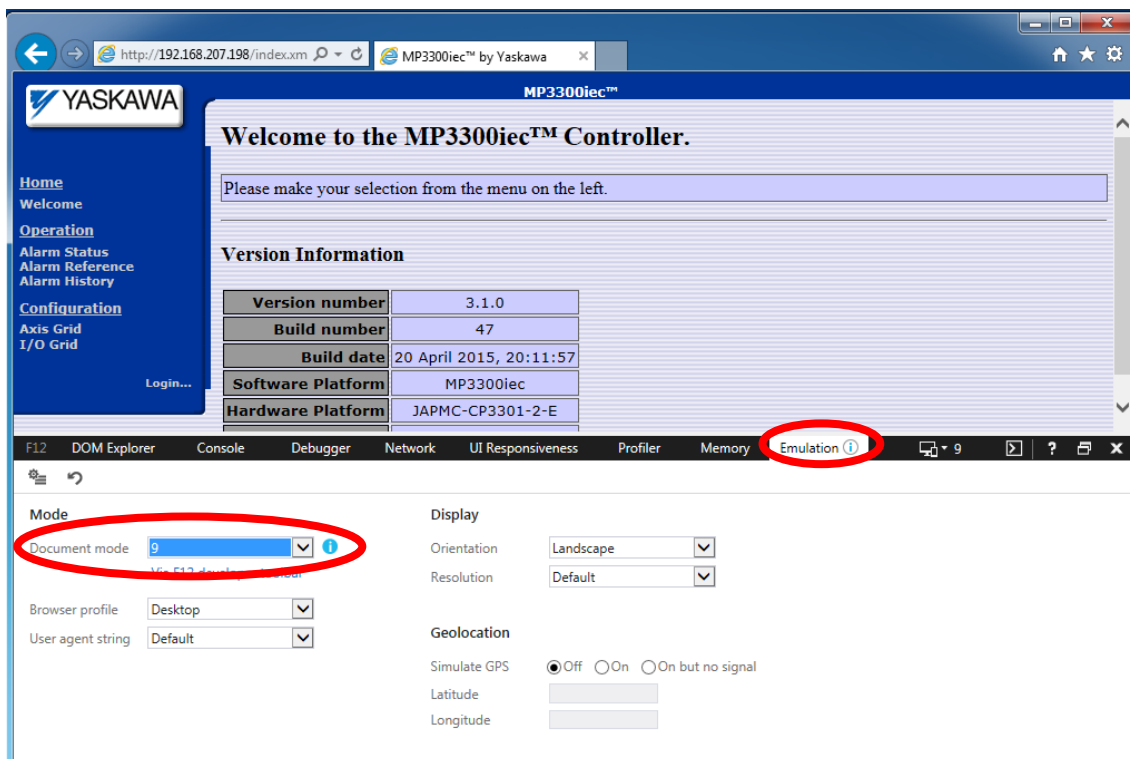 http://192.168.207.198/index.xm
MP3300iec™ by Yaskawa
YASKAWA
MP3300iec™
Welcome to the MP3300iec™ Controller.
Please make your selection from the menu on the left.
Home
Welcome
Operation
Alarm Status
Alarm Reference
Alarm History
Configuration
Axis Grid
I/O Grid
Login...
Version Information
Version number 3.1.0
Build number 47
Build date 20 April 2015, 20:11:57
Software Platform MP3300iec
Hardware Platform JAPMC-CP3301-2-E
F12 DOM Explorer Console Debugger Network UI Responsiveness Profiler Memory Emulation 9 ?
Mode
Document mode 9
Via F12 developer toolbar
Browser profile Desktop
User agent string Default
Display
Orientation Landscape
Resolution Default
Geolocation
Simulate GPS Off On On but no signal
Latitude
Longitude